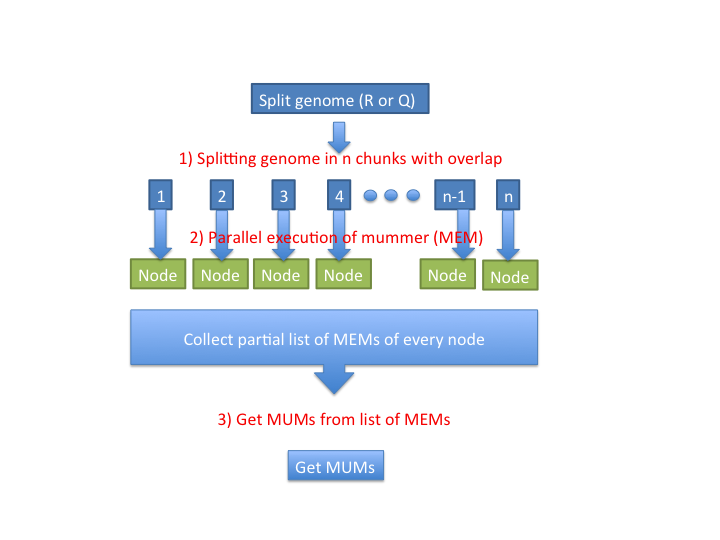 Split genome (R or Q)
1) Splitting genome in n chunks with overlap
1 2 3 4 n-1 n
2) Parallel execution of mummer (MEM)
Node Node Node Node Node Node
Collect partial list of MEMs of every node
3) Get MUMs from list of MEMs
Get MUMs